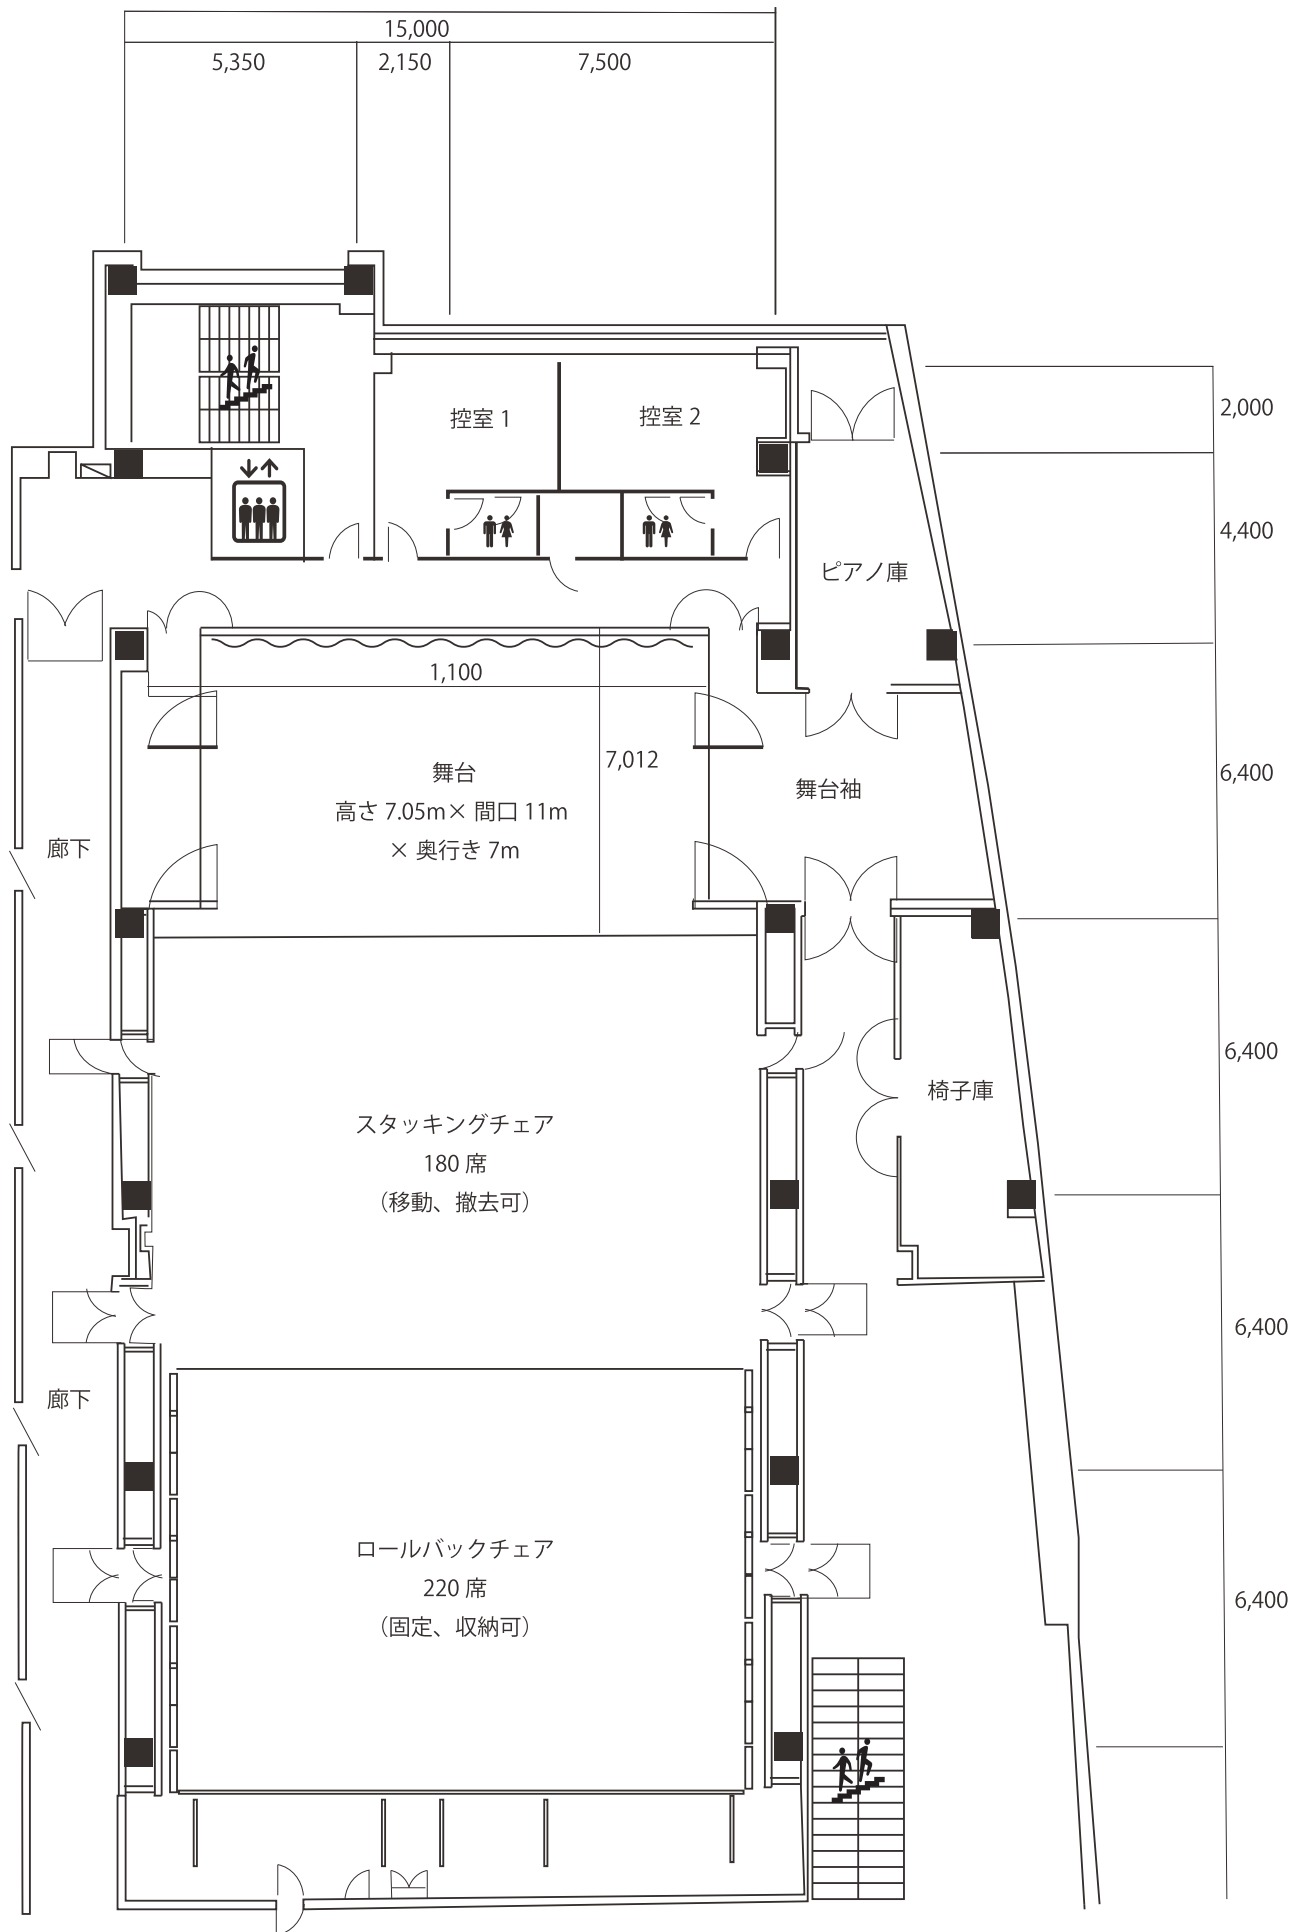 15,000
5,350
2,150
7,500
2,000
控室 1
控室 2
4,400
ピアノ庫
1,100
7,012
6,400
舞台
高さ 7.05m× 間口 11m
× 奥行き 7m
舞台袖
廊下
6,400
椅子庫
スタッキングチェア
180 席
（移動、撤去可）
6,400
廊下
ロールバックチェア
220 席
（固定、収納可）
6,400